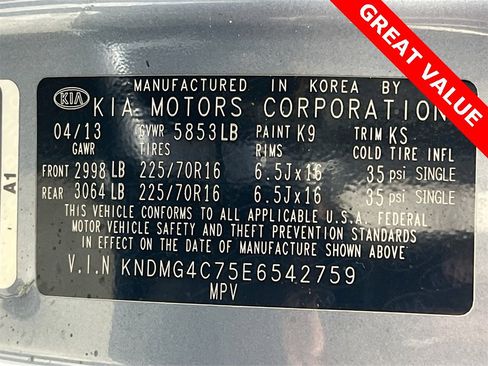 GREAT VALUE
MANUFACTURED IN KOREA BY
KIA KIA MOTORS CORPORATION
04/13 GVWR 5853LB PAINT K9 TRIM KS
GAWR TIRES RIMS: COLD TIRE INFL
FRONT 2998 LB 225/70R16 6.5Jx16 35 psi SINGLE
REAR 3064 LB 225/70R16 6.5Jx16 35 psi SINGLE
THIS VEHICLE CONFORMS TO ALL APPLICABLE U.S.A. FEDERAL
MOTOR VEHICLE SAFETY AND THEFT PREVENTION STANDARDS
IN EFFECT ON THE DATE OF MANUFACTURE SHOWN ABOVE.
V.I.N KNDMG4C75E6542759
MPV
A1